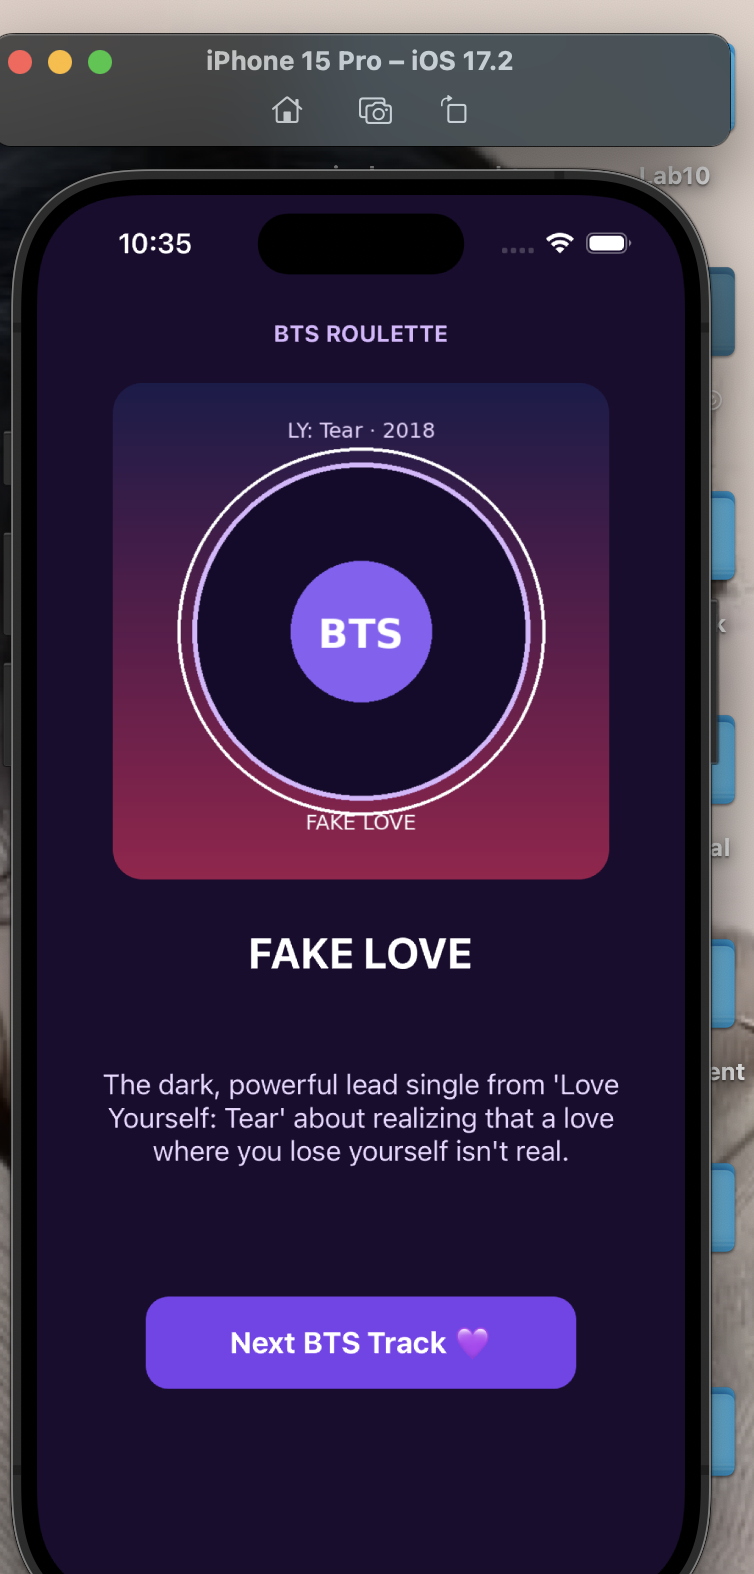 iPhone 15 Pro – iOS 17.2
Lab10
10:35
BTS ROULETTE
LY: Tear · 2018
BTS
FAKE LOVE
FAKE LOVE
The dark, powerful lead single from 'Love
Yourself: Tear' about realizing that a love
where you lose yourself isn't real.
Next BTS Track 💜